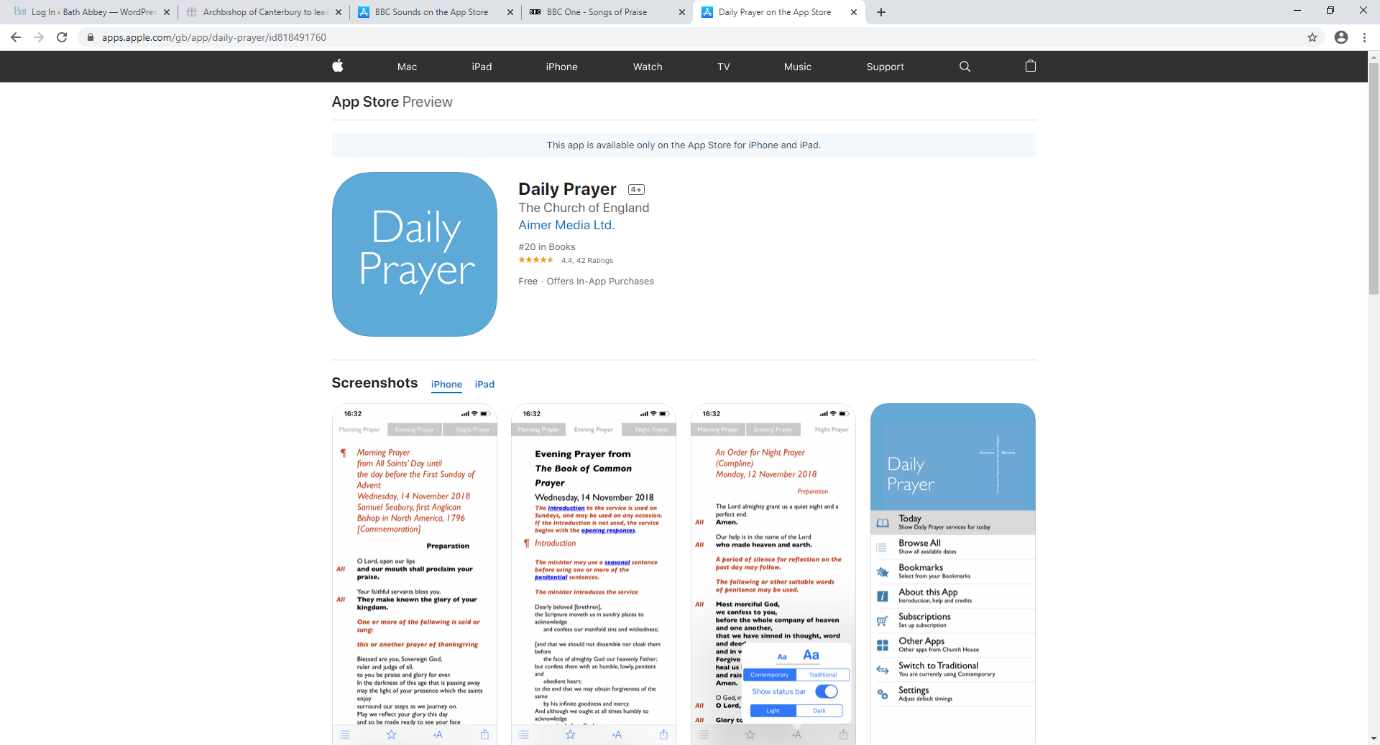 Log In ‹ Bath Abbey — WordPres
Archbishop of Canterbury to lead
BBC Sounds on the App Store
BBC One - Songs of Praise
Daily Prayer on the App Store
apps.apple.com/gb/app/daily-prayer/id818491760
Mac iPad iPhone Watch TV Music Support
App Store Preview
This app is available only on the App Store for iPhone and iPad.
Daily
Prayer
Daily Prayer 4+
The Church of England
Aimer Media Ltd.
#20 in Books
4.4, 42 Ratings
Free · Offers In-App Purchases
Screenshots iPhone iPad
16:32
Morning Prayer Evening Prayer Night Prayer
¶ Morning Prayer
from All Saints' Day until
the day before the First Sunday of
Advent
Wednesday, 14 November 2018
Samuel Seabury, first Anglican
Bishop in North America, 1796
[Commemoration]
Preparation
O Lord, open our lips
All and our mouth shall proclaim your
praise.
Your faithful servants bless you.
All They make known the glory of your
kingdom.
One or more of the following is said or
sung:
this or another prayer of thanksgiving
Blessed are you, Sovereign God,
ruler and judge of all,
to you be praise and glory for ever.
In the darkness of this age that is passing away
may the light of your presence which the saints
enjoy
surround our steps as we journey on.
May we reflect your glory this day
and so be made ready to see your face
AA
16:32
Morning Prayer Evening Prayer Night Prayer
Evening Prayer from
The Book of Common
Prayer
Wednesday, 14 November 2018
The introduction to the service is used on
Sundays, and may be used on any occasion.
If the Introduction is not used, the service
begins with the opening responses.
¶ Introduction
The minister may use a seasonal sentence
before using one or more of the
penitential sentences.
The minister introduces the service
Dearly beloved [brethren],
the Scripture moveth us in sundry places to
acknowledge
and confess our manifold sins and wickedness;
[and that we should not dissemble nor cloak them
before
the face of almighty God our heavenly Father;
but confess them with an humble, lowly, penitent
and
obedient heart;
to the end that we may obtain forgiveness of the
same
by his infinite goodness and mercy.
And although we ought at all times humbly to
acknowledge
AA
16:32
Morning Prayer Evening Prayer Night Prayer
An Order for Night Prayer
(Compline)
Monday, 12 November 2018
Preparation
The Lord almighty grant us a quiet night and a
perfect end.
All Amen.
Our help is in the name of the Lord
All who made heaven and earth.
A period of silence for reflection on the
past day may follow.
The following or other suitable words
of penitence may be used.
All Most merciful God,
we confess to you,
before the whole company of heaven
and one another,
that we have sinned in thought, word
and deed
and in w
Forgive
heal us
and rais
Amen.
O God, m
All O Lord,
All Glory to
Aa Aa
Contemporary Traditional
Show status bar
Light Dark
AA
Daily
Prayer
Today
Show Daily Prayer services for today
Browse All
Show all available dates
Bookmarks
Select from your Bookmarks
About this App
Introduction, help and credits
Subscriptions
Set up subscription
Other Apps
Other apps from Church House
Switch to Traditional
You are currently using Contemporary
Settings
Adjust default timings